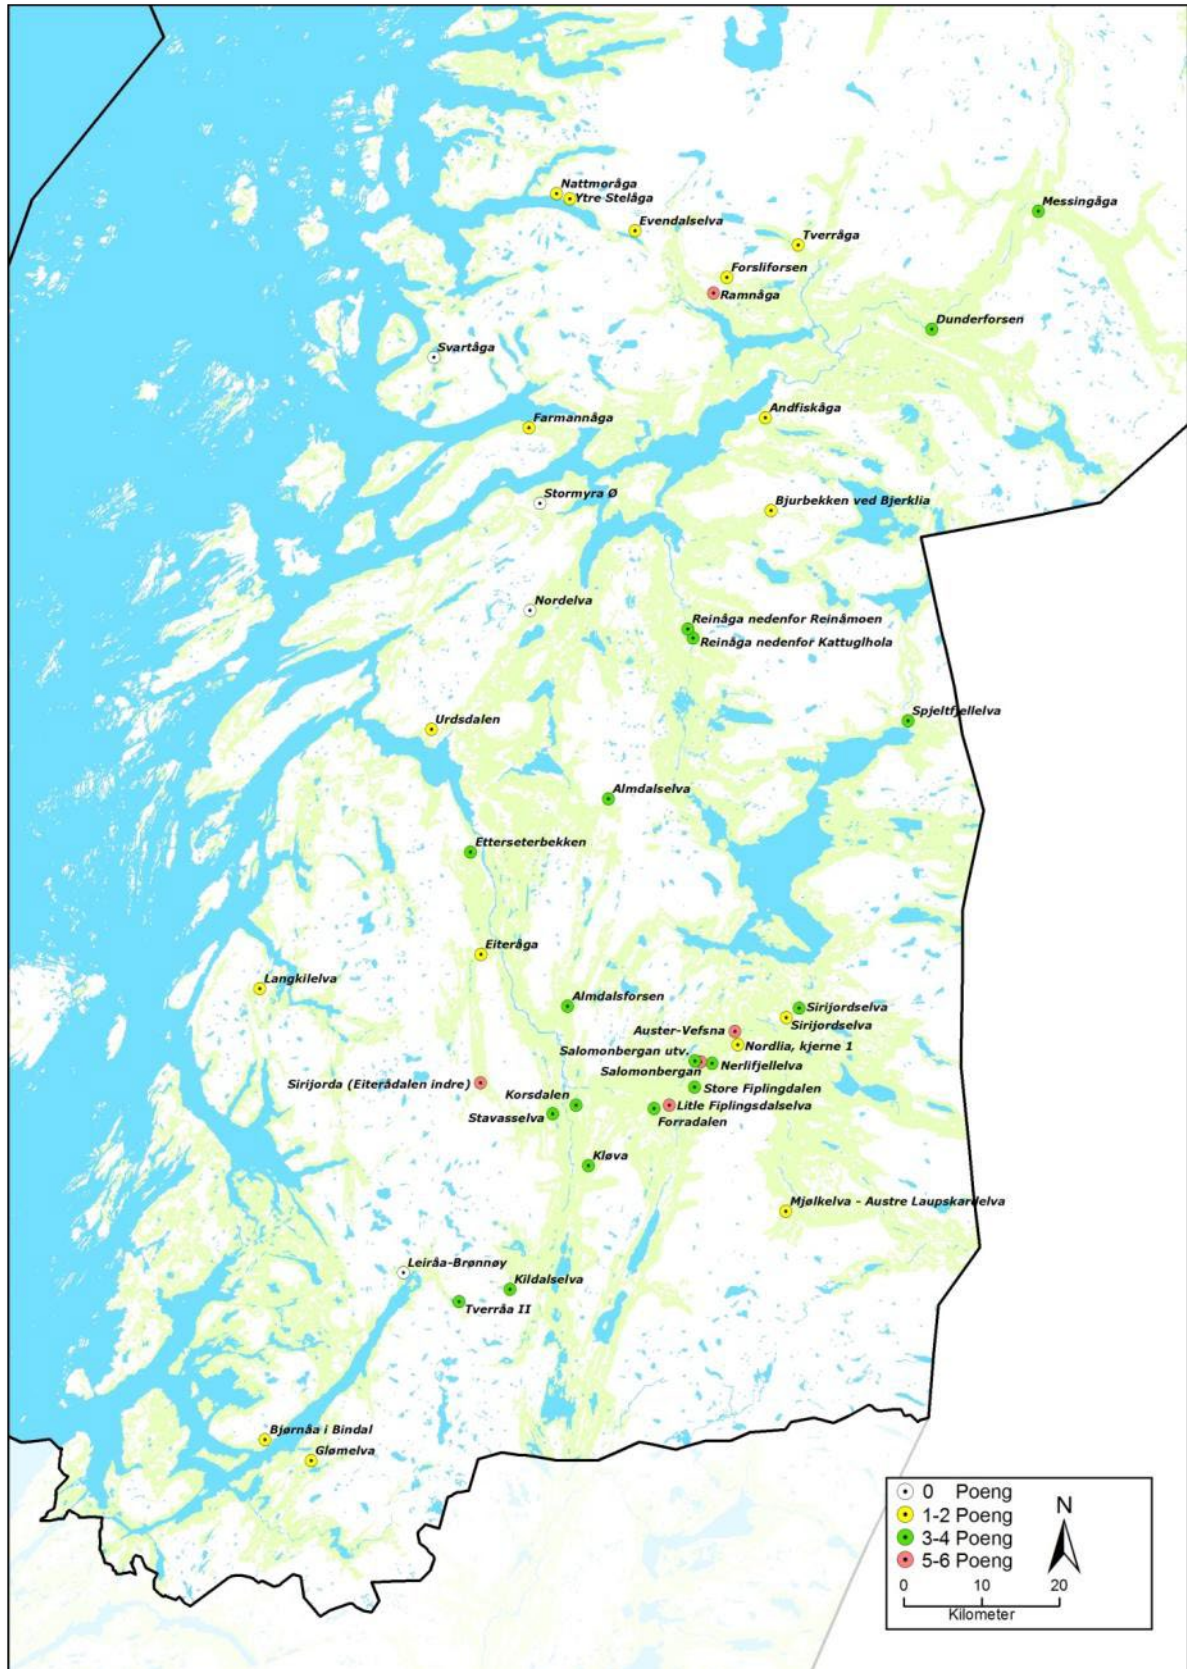 Nattmoråga
Ytre Stelåga
Messingåga
Evendalselva
Tverråga
Forsliforsen
Ramnåga
Dunderforsen
Svartåga
Andfiskåga
Farmannåga
Stormyra Ø
Bjurbekken ved Bjerklia
Nordelva
Reinåga nedenfor Reinåmoen
Reinåga nedenfor Kattuglhola
Spjeltfjellelva
Urdsdalen
Almdalselva
Etterseterbekken
Eiteråga
Langkilelva
Almdalsforsen
Sirijordselva
Sirijordselva
Auster-Vefsna
Nordlia, kjerne 1
Salomonbergan utv.
Nerlifjellelva
Salomonbergan
Sirijorda (Eiterådalen indre)
Store Fiplingdalen
Korsdalen
Litle Fiplingsdalselva
Stavasselva
Forradalen
Kløva
Mjølkelva - Austre Laupskardelva
Leiråa-Brønnøy
Kildalselva
Tverråa II
Bjørnåa i Bindal
Glømelva
0 Poeng
1-2 Poeng
3-4 Poeng
5-6 Poeng
N
0 10 20
Kilometer